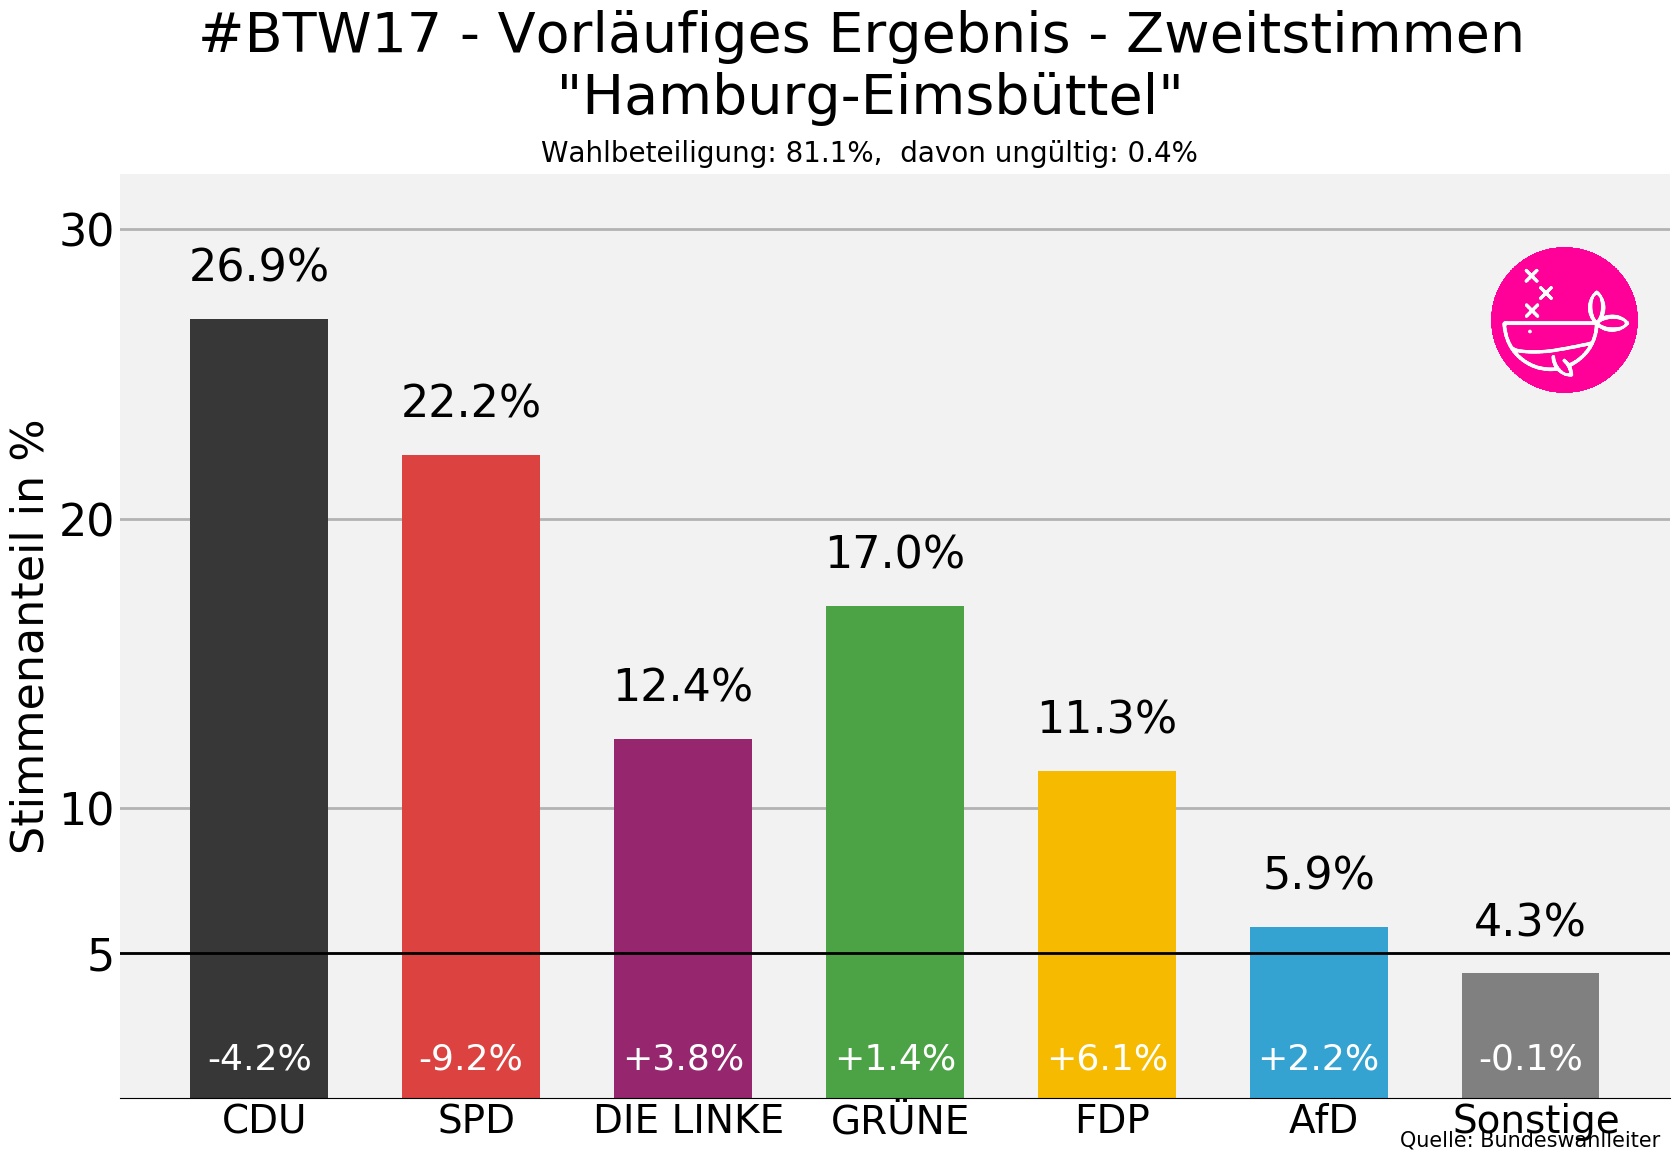 #BTW17 - Vorläufiges Ergebnis - Zweitstimmen
"Hamburg-Eimsbüttel"
Wahlbeteiligung: 81.1%,  davon ungültig: 0.4%
Stimmenanteil in %
30
20
10
5
26.9%
22.2%
12.4%
17.0%
11.3%
5.9%
4.3%
-4.2%
-9.2%
+3.8%
+1.4%
+6.1%
+2.2%
-0.1%
CDU
SPD
DIE LINKE
GRÜNE
FDP
AfD
Sonstige
Quelle: Bundeswahlleiter